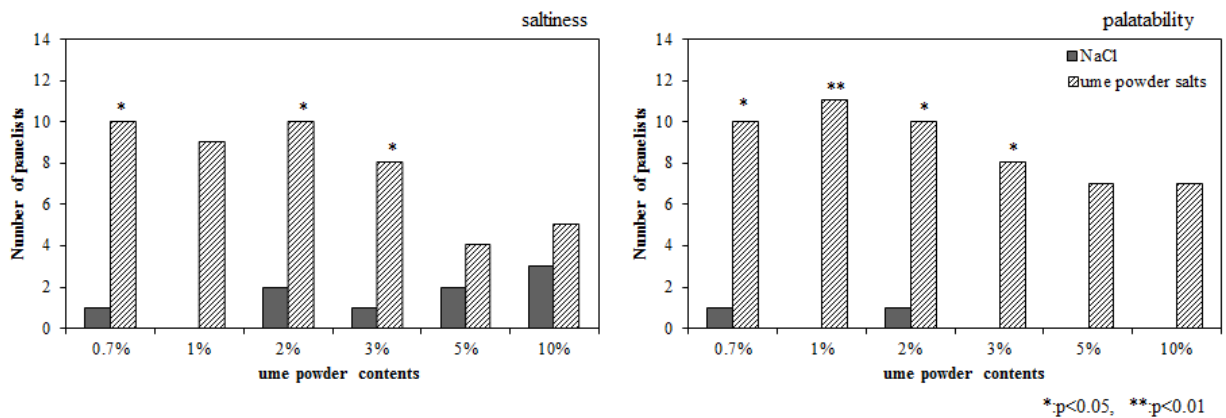 saltiness
14
12
10
8
6
4
2
0
Number of panelists
*
*
*
0.7% 1% 2% 3% 5% 10%
ume powder contents
palatability
14
12
10
8
6
4
2
0
Number of panelists
NaCl
ume powder salts
*
**
*
*
0.7% 1% 2% 3% 5% 10%
ume powder contents
*:p<0.05, **:p<0.01